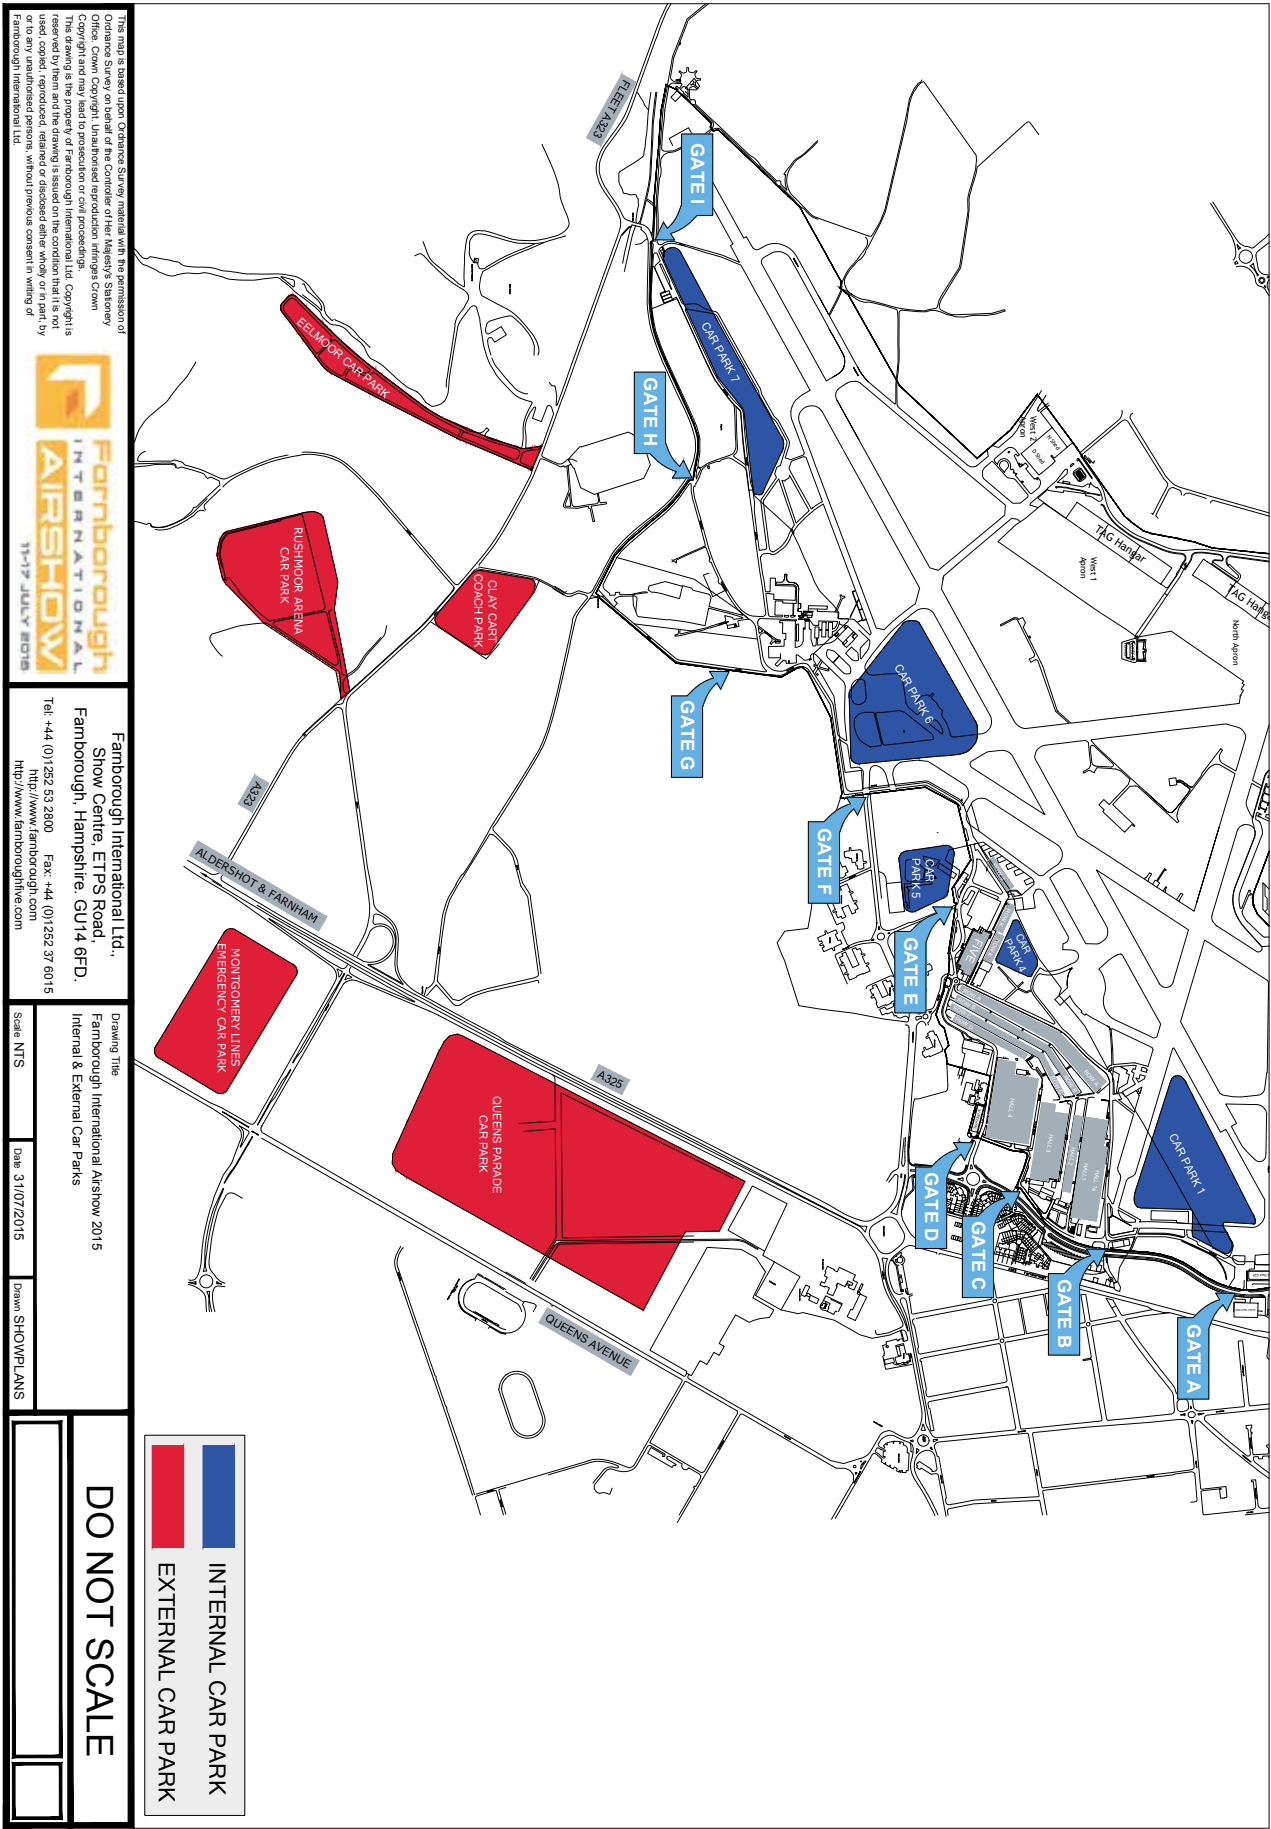 FLEET A323
GATE I
CAR PARK 7
GATE H
EELMOOR CAR PARK
RUSHMOOR ARENA
CAR PARK
CLAY CART
COACH PARK
GATE G
CAR PARK 6
GATE F
CAR
PARK 5
GATE E
FIVE
CAR
PARK 4
HALL 4
HALL 3
HALL 1
GATE D
GATE C
GATE B
GATE A
CAR PARK 1
West 2
Apron
TAG Hangar
West 1
Apron
North Apron
A323
ALDERSHOT & FARNHAM
MONTGOMERY LINES
EMERGENCY CAR PARK
A325
QUEENS PARADE
CAR PARK
QUEENS AVENUE
INTERNAL CAR PARK
EXTERNAL CAR PARK
This map is based upon Ordnance Survey material with the permission of
Ordnance Survey on behalf of the Controller of Her Majesty's Stationery
Office. Crown Copyright. Unauthorised reproduction infringes Crown
Copyright and may lead to prosecution or civil proceedings.
This drawing is the property of Farnborough International Ltd. Copyright is
reserved by them and the drawing is issued on the condition that it is not
used, copied, reproduced, retained or disclosed either wholly or in part, by
or to any unauthorised persons, without previous consent in writing of
Farnborough International Ltd.
Farnborough
INTERNATIONAL
AIRSHOW
11-17 JULY 2016
Farnborough International Ltd.,
Show Centre, ETPS Road,
Farnborough, Hampshire. GU14 6FD.
Tel: +44 (0)1252 53 2800 Fax: +44 (0)1252 37 6015
http://www.farnborough.com
http://www.farnboroughfive.com
Drawing Title
Farnborough International Airshow 2015
Internal & External Car Parks
Scale NTS
Date 31/07/2015
Drawn SHOWPLANS
DO NOT SCALE